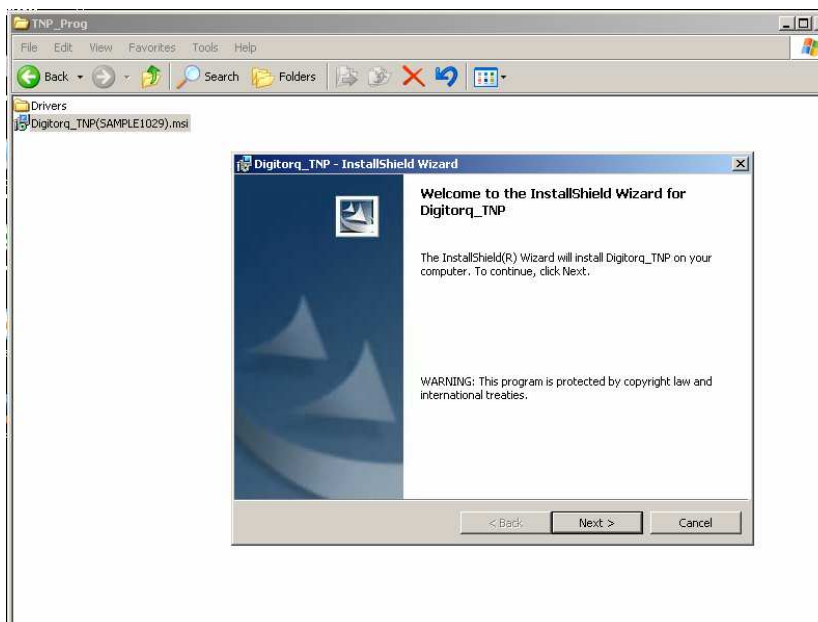 TNP_Prog
File Edit View Favorites Tools Help
Back Search Folders
Drivers
Digitorq_TNP(SAMPLE1029).msi
Digitorq_TNP - InstallShield Wizard
Welcome to the InstallShield Wizard for
Digitorq_TNP
The InstallShield(R) Wizard will install Digitorq_TNP on your
computer. To continue, click Next.
WARNING: This program is protected by copyright law and
international treaties.
< Back Next > Cancel